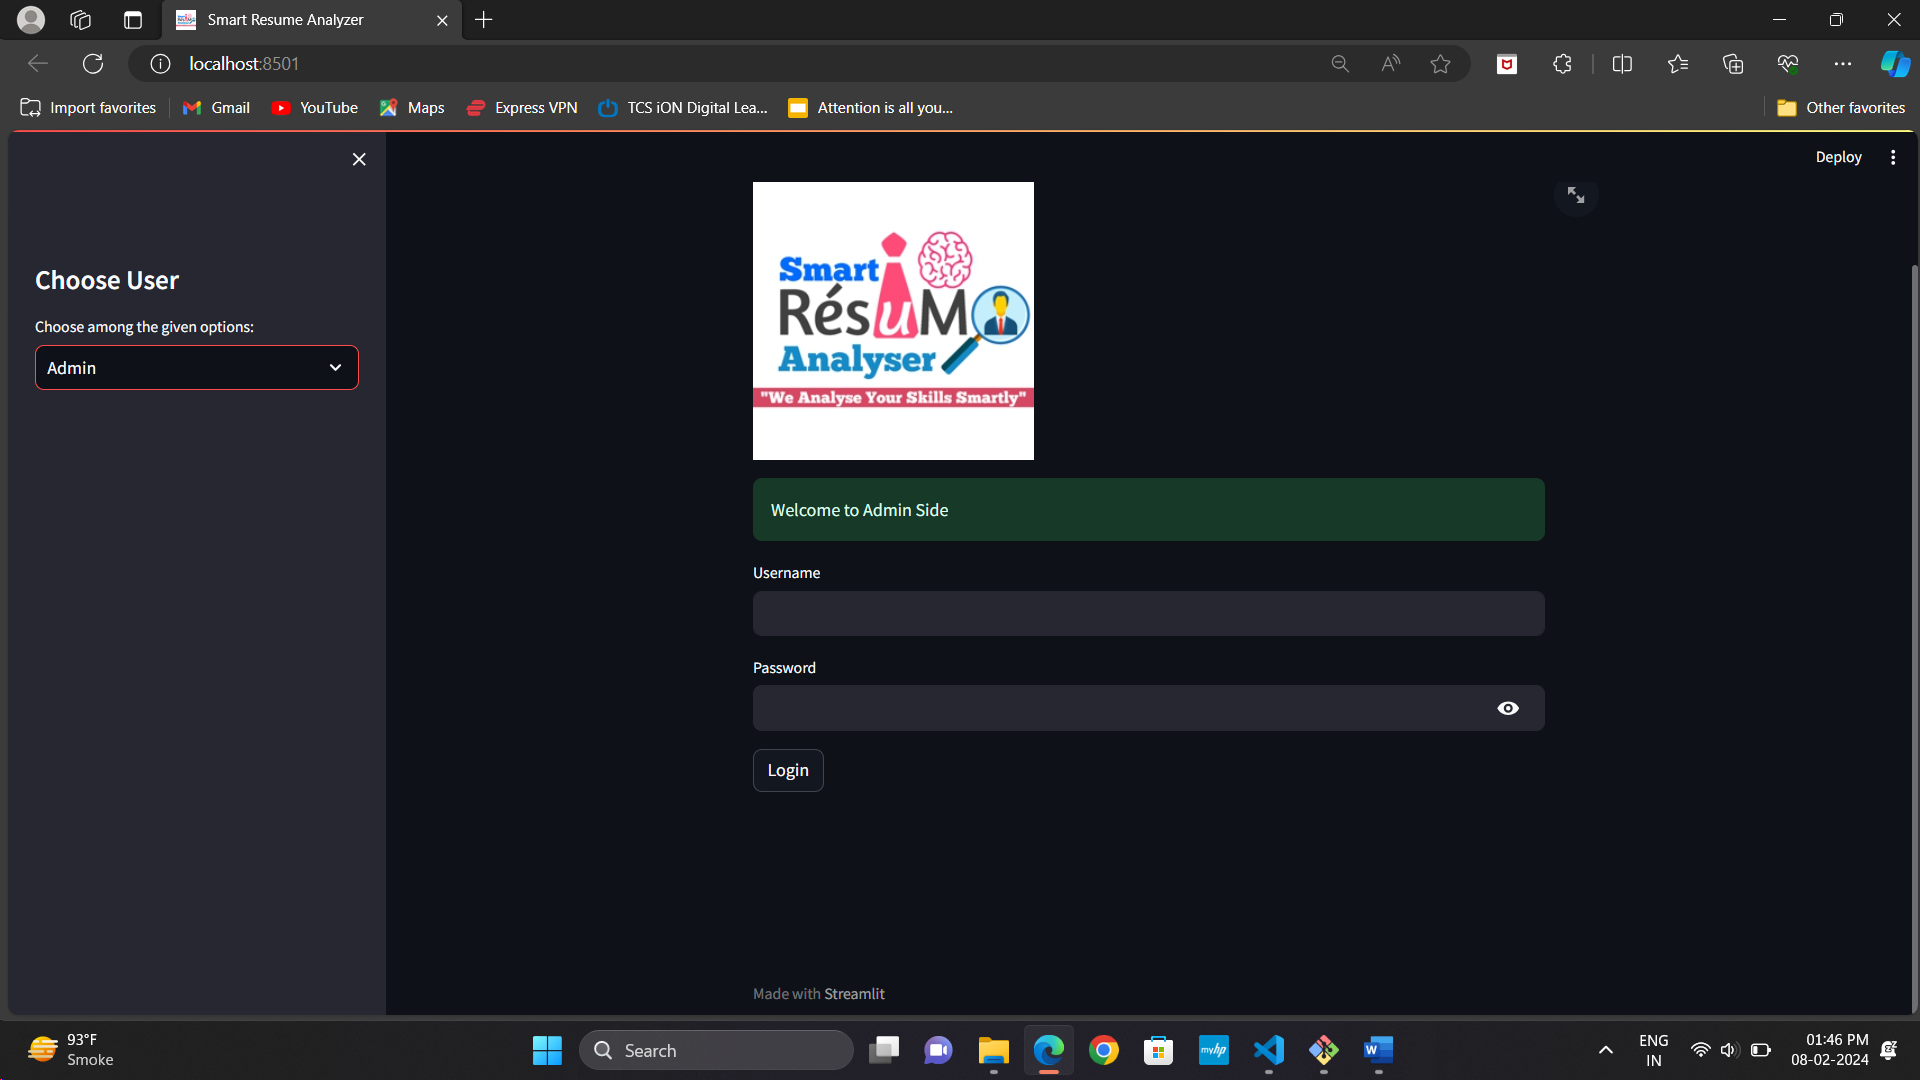 Smart Resume Analyzer
localhost:8501
Import favorites
Gmail
YouTube
Maps
Express VPN
TCS iON Digital Lea...
Attention is all you...
Other favorites
Deploy
Choose User
Choose among the given options:
Admin
Smart
RésuMe
Analyser
"We Analyse Your Skills Smartly"
Welcome to Admin Side
Username
Password
Login
Made with Streamlit
93°F
Smoke
Search
myhp
W
ENG
IN
01:46 PM
08-02-2024